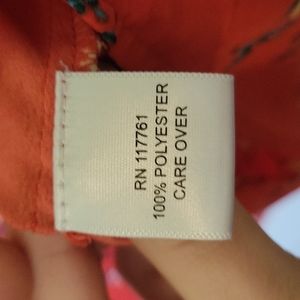 RN 117761
100% POLYESTER
CARE OVER